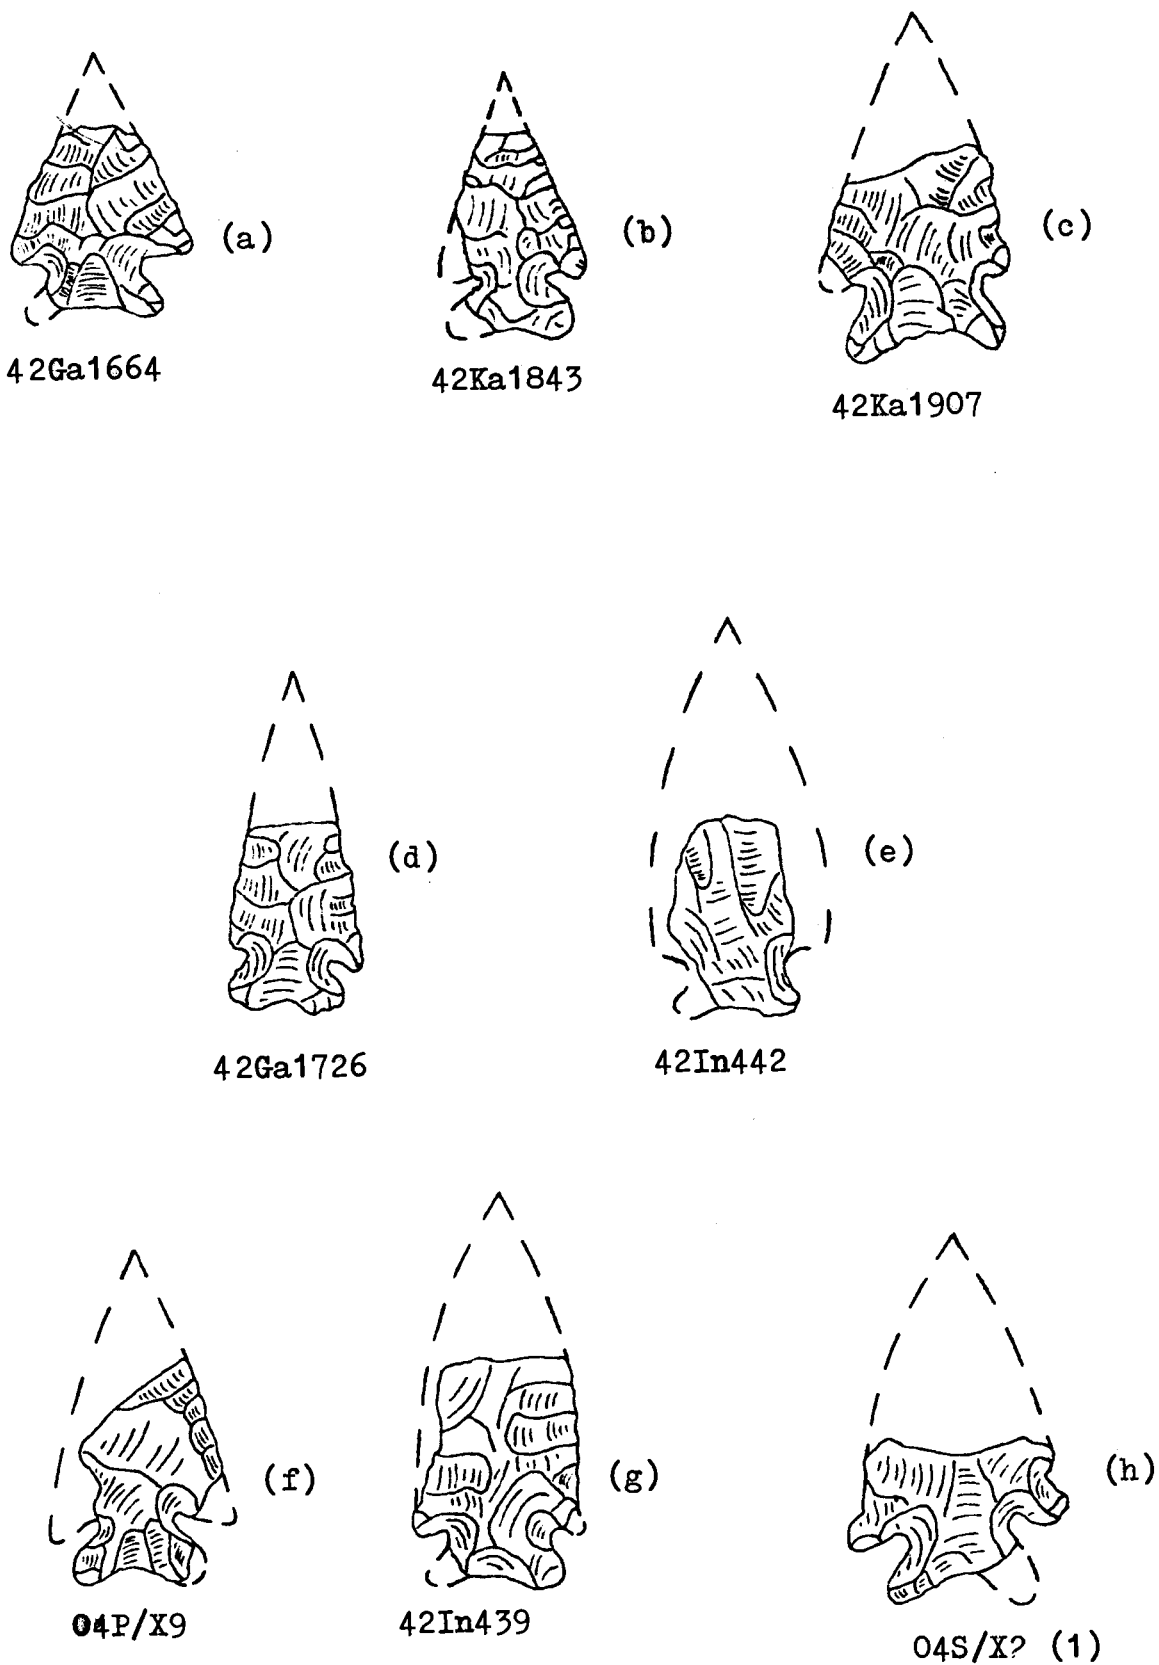 (a)
(b)
(c)
42Ga1664
42Ka1843
42Ka1907
(d)
(e)
42Ga1726
42In442
(f)
(g)
(h)
04P/X9
42In439
04S/X? (1)